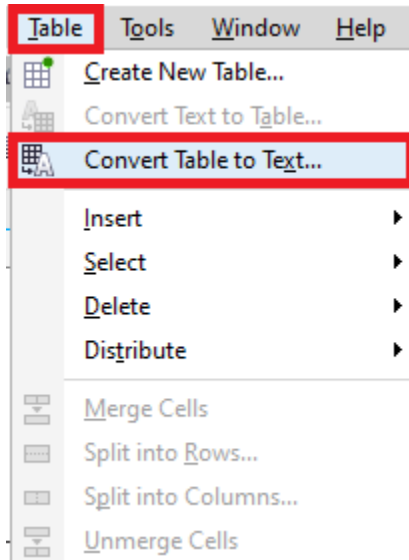 Table Tools Window Help
Create New Table...
Convert Text to Table...
Convert Table to Text...
Insert
Select
Delete
Distribute
Merge Cells
Split into Rows...
Split into Columns...
Unmerge Cells